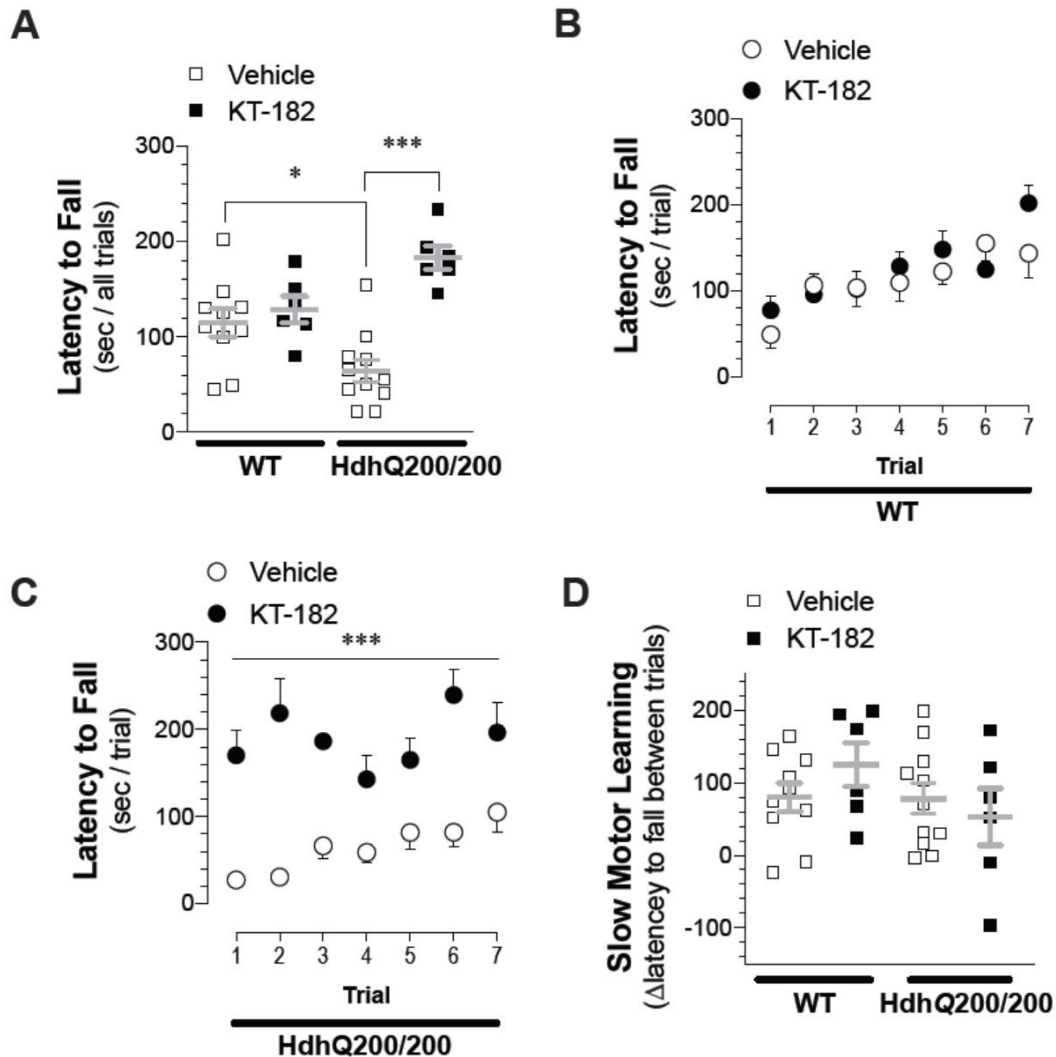 A
Vehicle
KT-182
Latency to Fall
(sec / all trials)
300
200
100
0
*
***
WT
HdhQ200/200
B
Vehicle
KT-182
Latency to Fall
(sec / trial)
300
200
100
0
1 2 3 4 5 6 7
Trial
WT
C
Vehicle
KT-182
Latency to Fall
(sec / trial)
300
200
100
0
***
1 2 3 4 5 6 7
Trial
HdhQ200/200
D
Vehicle
KT-182
Slow Motor Learning
(Δlatencey to fall between trials)
200
100
0
-100
WT
HdhQ200/200